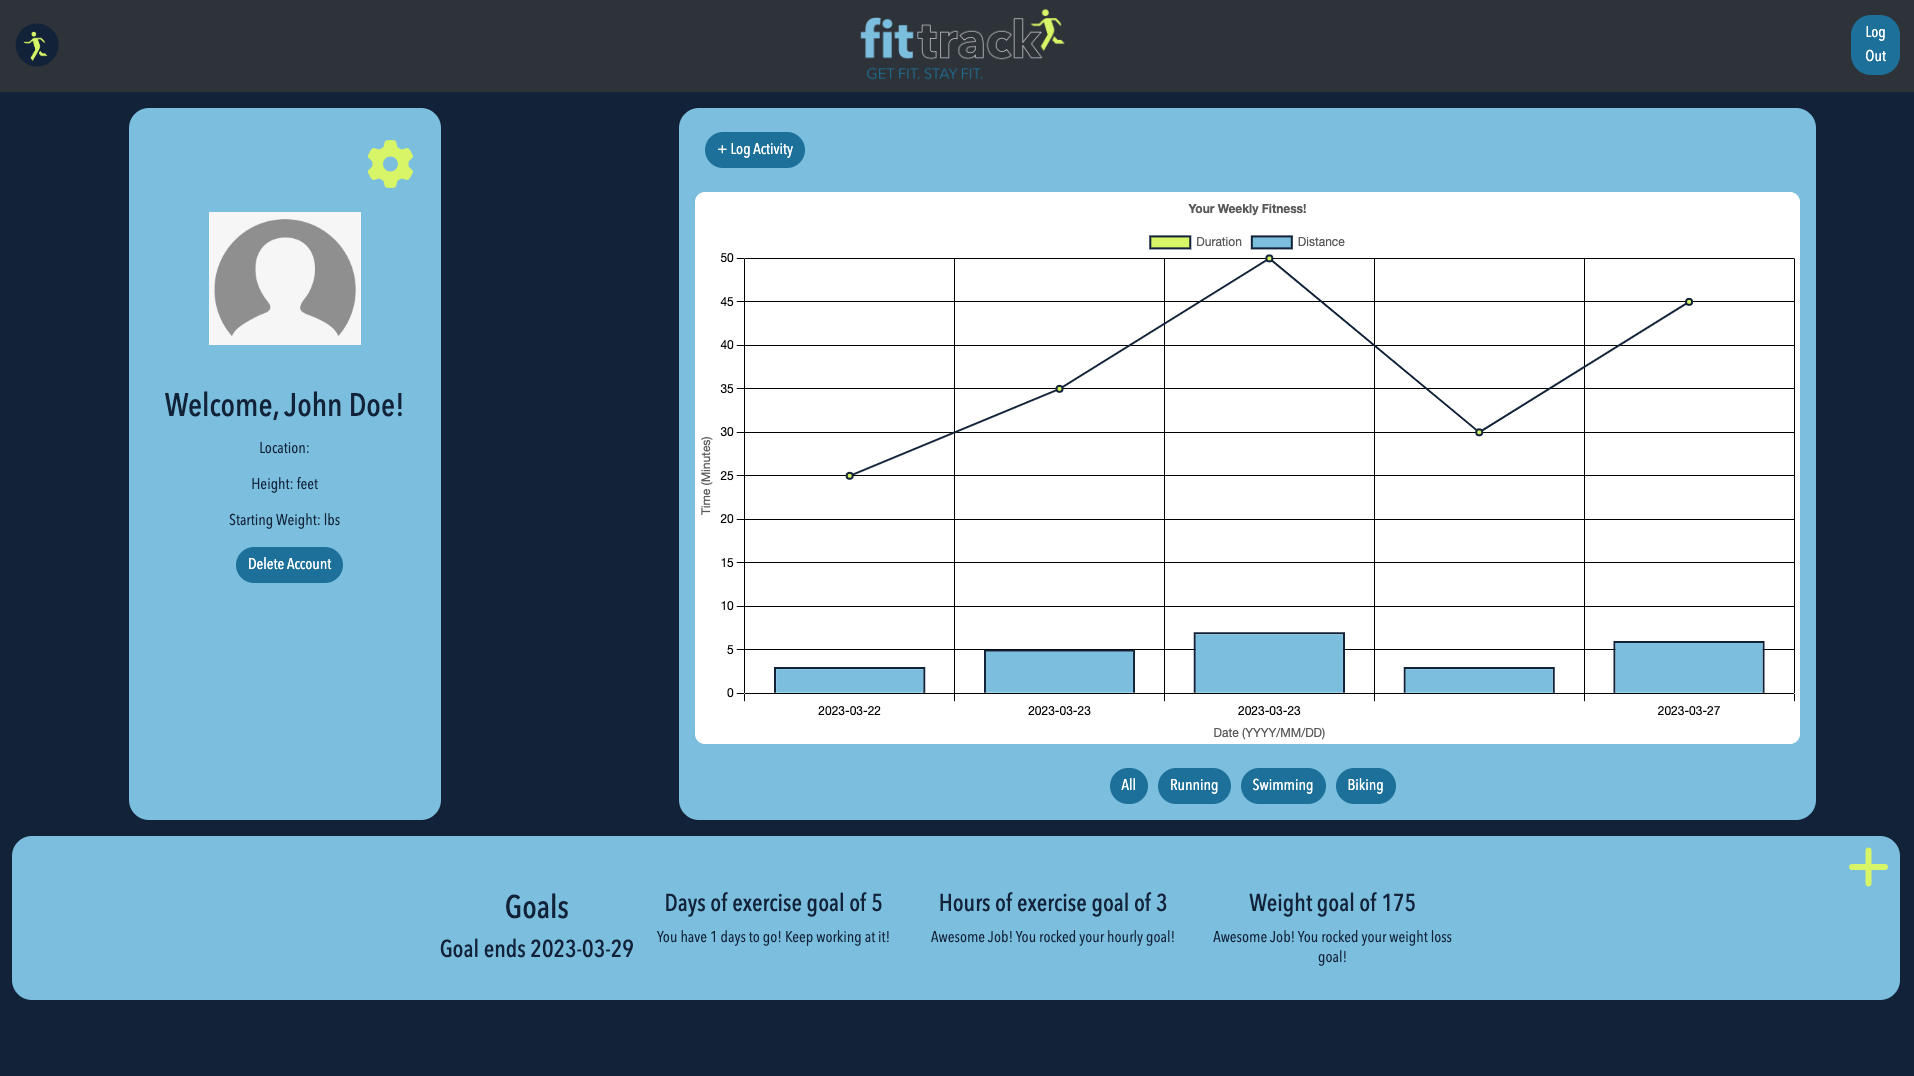 fittrack
GET FIT. STAY FIT.
Log
Out
Welcome, John Doe!
Location:
Height: feet
Starting Weight: lbs
Delete Account
+ Log Activity
Your Weekly Fitness!
Duration
Distance
50
45
40
35
30
25
20
15
10
5
0
Time (Minutes)
2023-03-22
2023-03-23
2023-03-23
2023-03-27
Date (YYYY/MM/DD)
All
Running
Swimming
Biking
Goals
Goal ends 2023-03-29
Days of exercise goal of 5
You have 1 days to go! Keep working at it!
Hours of exercise goal of 3
Awesome Job! You rocked your hourly goal!
Weight goal of 175
Awesome Job! You rocked your weight loss
goal!